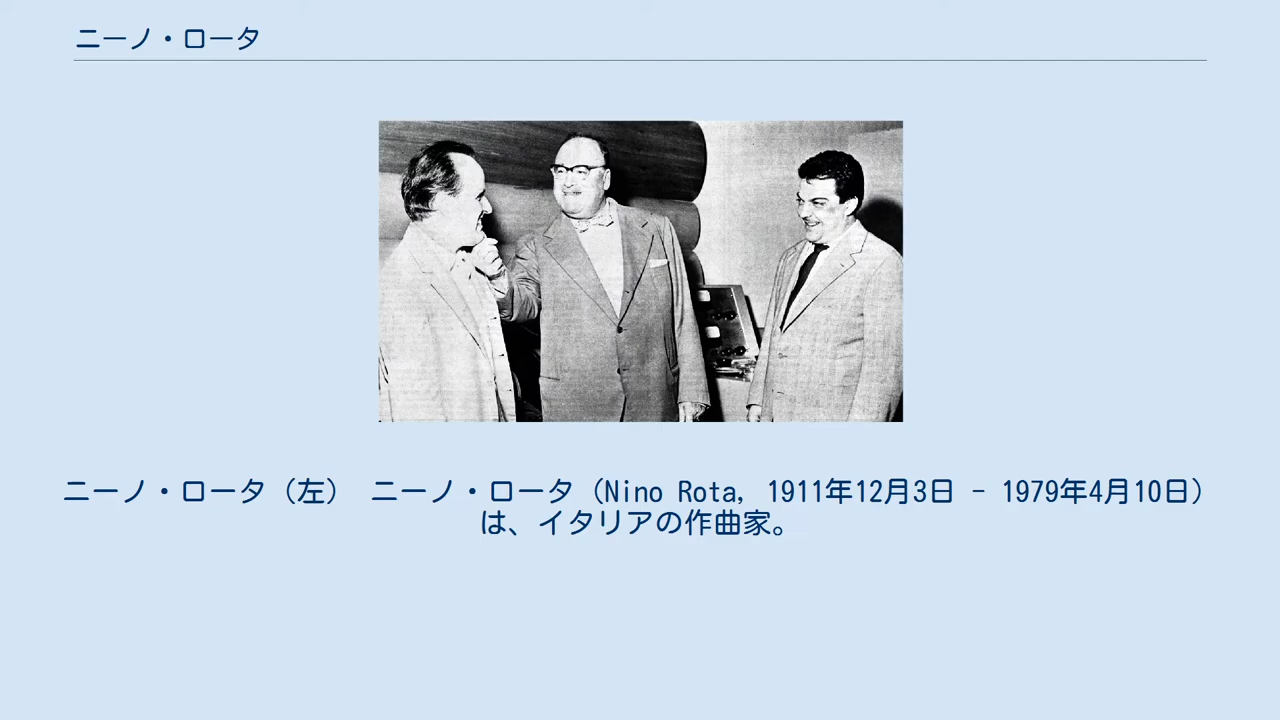 ニーノ・ロータ
ニーノ・ロータ（左） ニーノ・ロータ（Nino Rota, 1911年12月3日 - 1979年4月10日）
は、イタリアの作曲家。